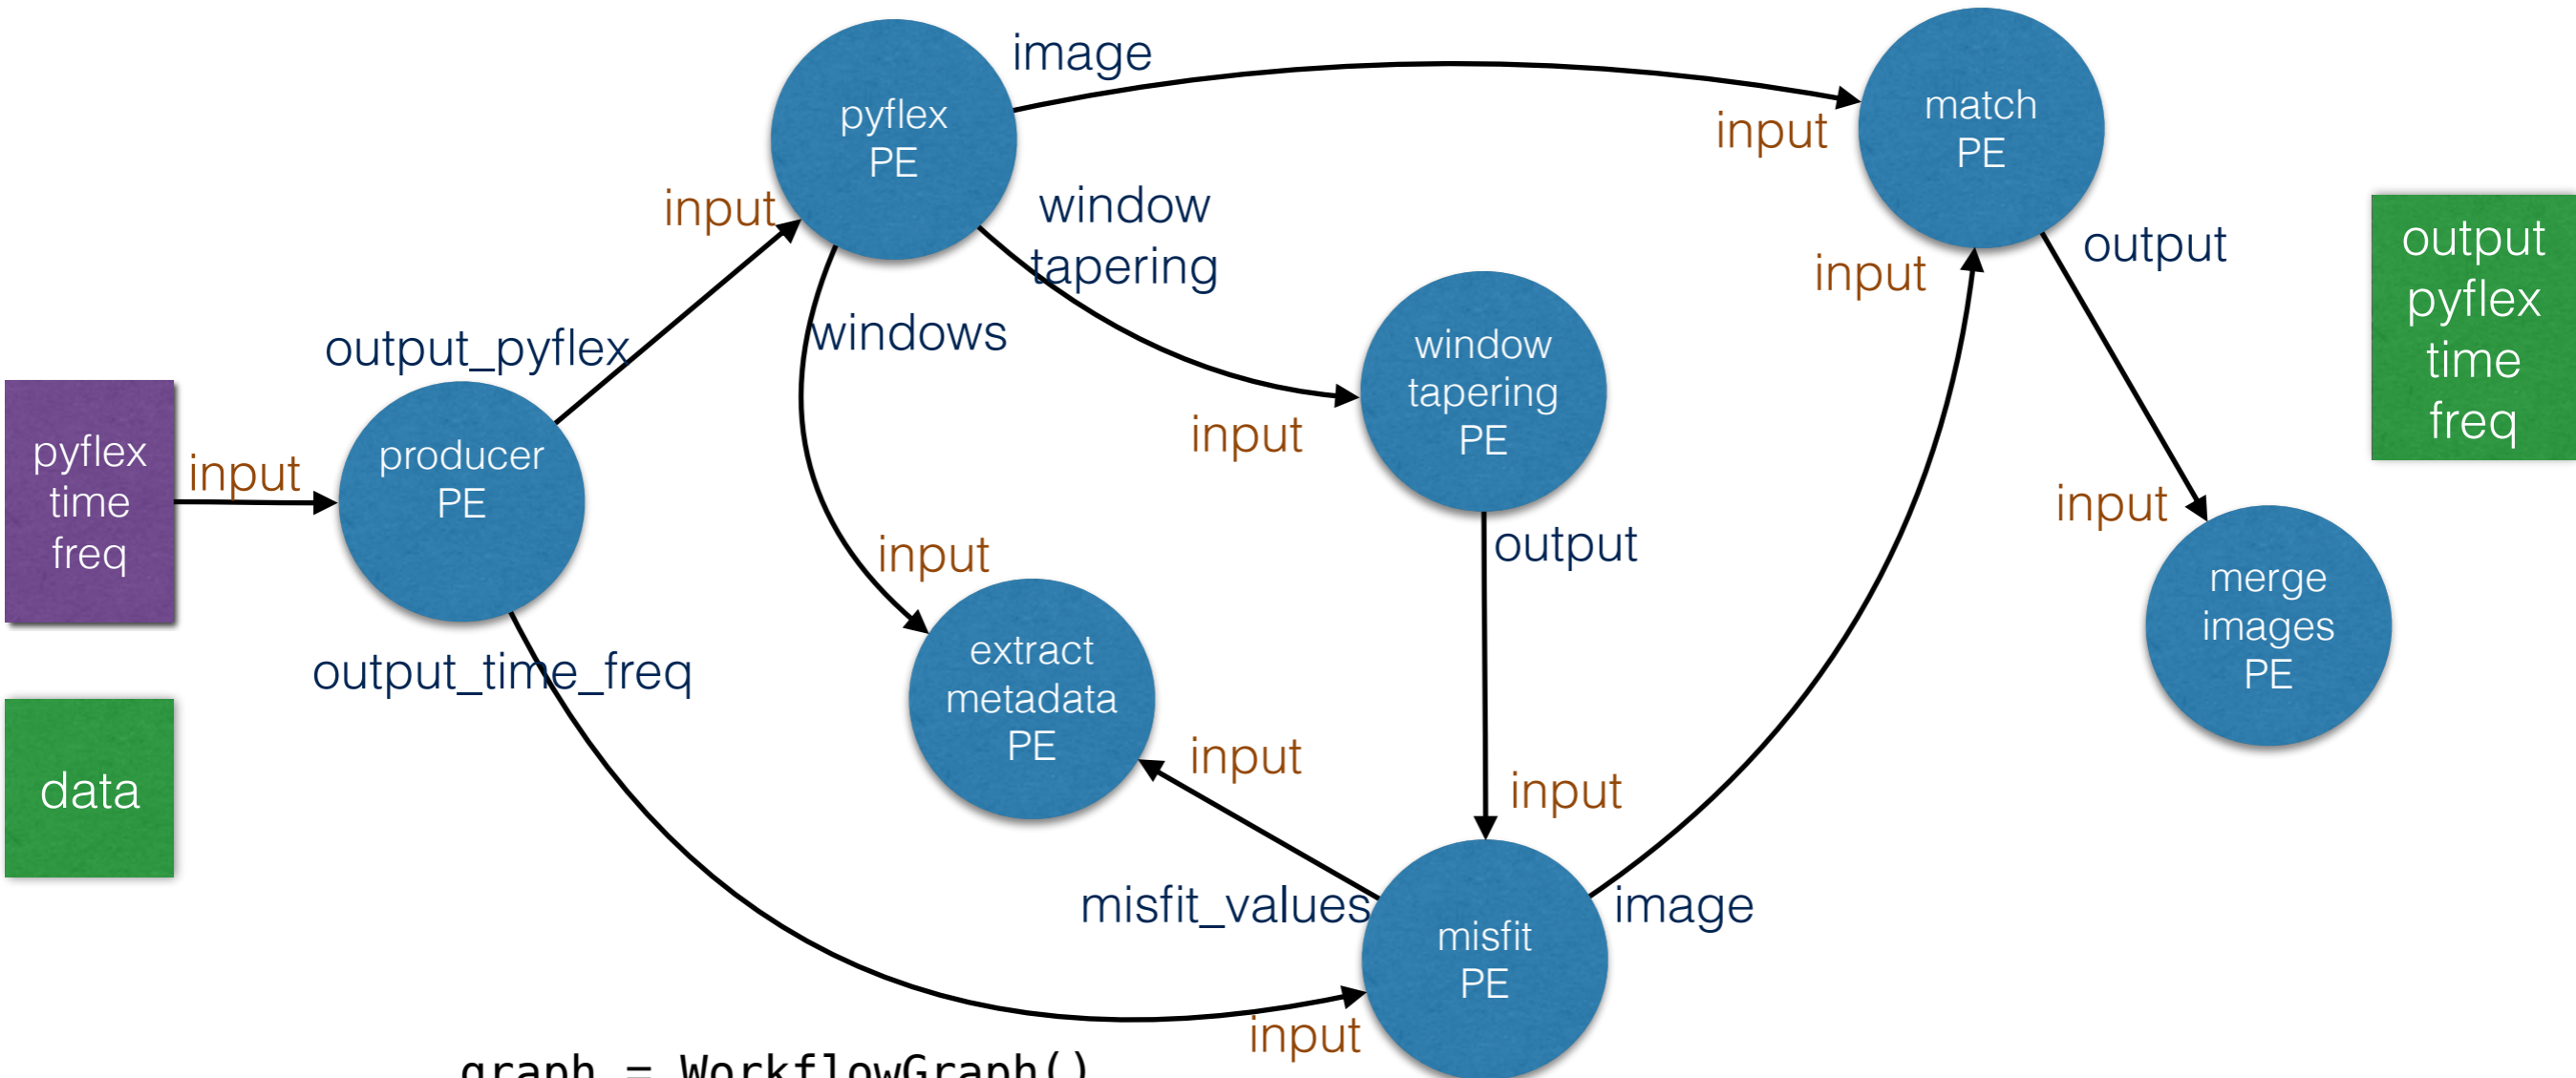 image
pyflex
PE
match
PE
input
input
window
tapering
output
input
output
pyflex
time
freq
windows
output_pyflex
window
tapering
PE
input
pyflex
time
freq
input
producer
PE
input
output
input
extract
metadata
PE
merge
images
PE
output_time_freq
input
input
data
misfit_values
image
misfit
PE
input
graph = WorkflowGraph()